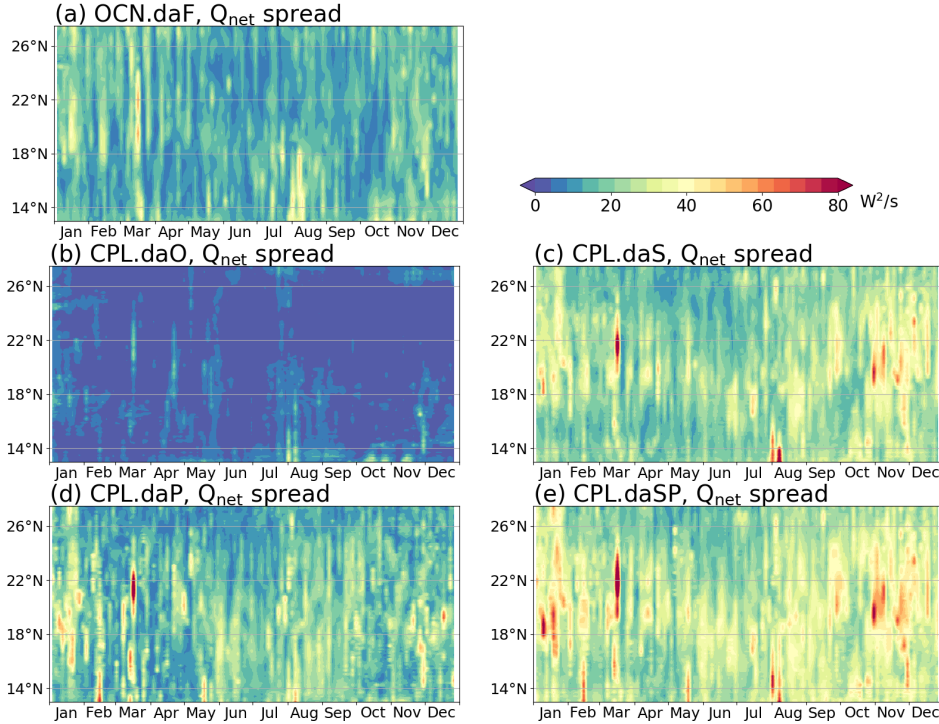 (a) OCN.daF, Qnet spread
26°N
22°N
18°N
14°N
Jan Feb Mar Apr May Jun Jul Aug Sep Oct Nov Dec
0 20 40 60 80 W²/s
(b) CPL.daO, Qnet spread
26°N
22°N
18°N
14°N
Jan Feb Mar Apr May Jun Jul Aug Sep Oct Nov Dec
(c) CPL.daS, Qnet spread
26°N
22°N
18°N
14°N
Jan Feb Mar Apr May Jun Jul Aug Sep Oct Nov Dec
(d) CPL.daP, Qnet spread
26°N
22°N
18°N
14°N
Jan Feb Mar Apr May Jun Jul Aug Sep Oct Nov Dec
(e) CPL.daSP, Qnet spread
26°N
22°N
18°N
14°N
Jan Feb Mar Apr May Jun Jul Aug Sep Oct Nov Dec